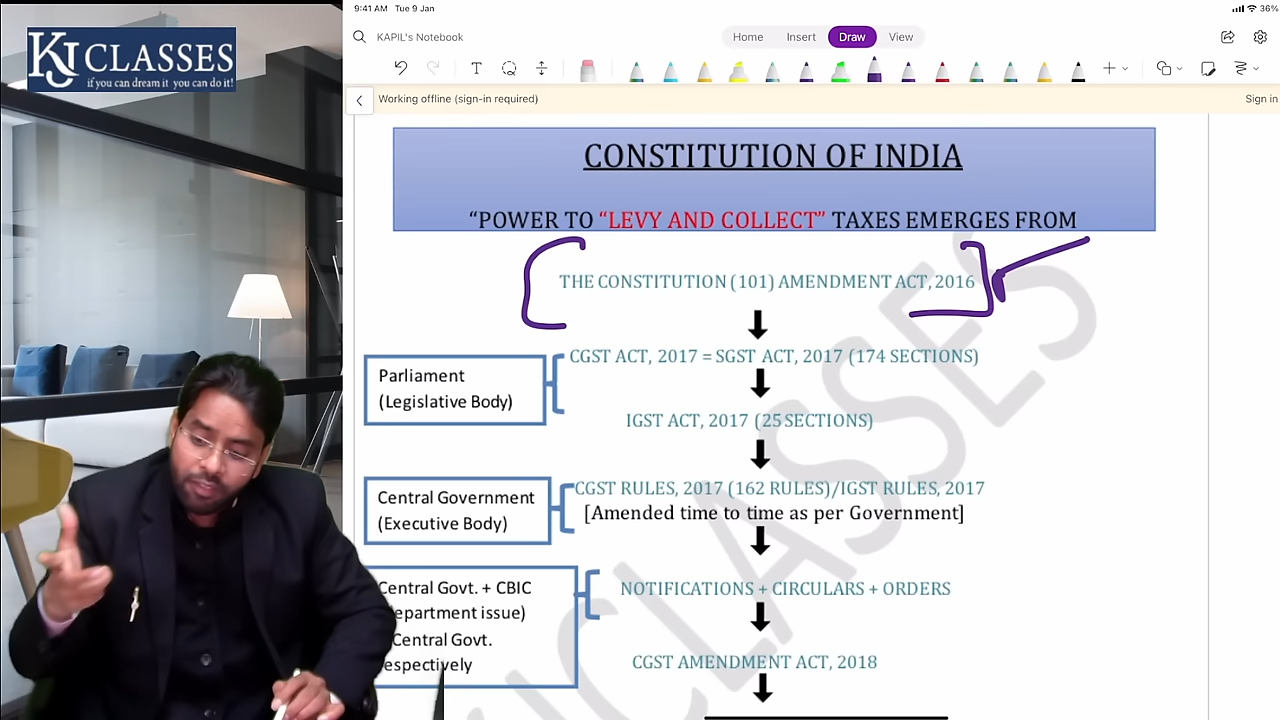 KJ CLASSES
if you can dream it you can do it!
9:41 AM Tue 9 Jan
36%
KAPIL's Notebook
Home Insert Draw View
Working offline (sign-in required)
Sign in
CONSTITUTION OF INDIA
“POWER TO “LEVY AND COLLECT” TAXES EMERGES FROM
THE CONSTITUTION (101) AMENDMENT ACT, 2016
CGST ACT, 2017 = SGST ACT, 2017 (174 SECTIONS)
Parliament
(Legislative Body)
IGST ACT, 2017 (25 SECTIONS)
Central Government
(Executive Body)
CGST RULES, 2017 (162 RULES)/IGST RULES, 2017
[Amended time to time as per Government]
Central Govt. + CBIC
epartment issue)
Central Govt.
espectively
NOTIFICATIONS + CIRCULARS + ORDERS
CGST AMENDMENT ACT, 2018
CLASSES